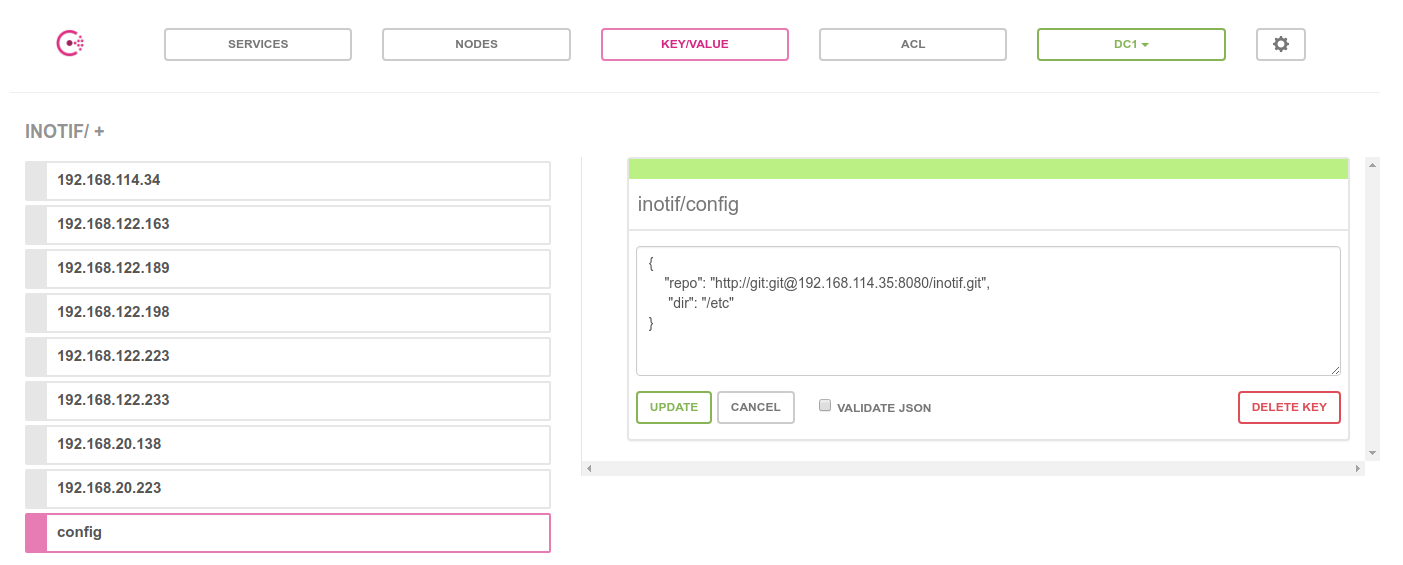 SERVICES
NODES
KEY/VALUE
ACL
DC1
INOTIF/ +
192.168.114.34
192.168.122.163
192.168.122.189
192.168.122.198
192.168.122.223
192.168.122.233
192.168.20.138
192.168.20.223
config
inotif/config
{
"repo": "http://git:git@192.168.114.35:8080/inotif.git",
"dir": "/etc"
}
UPDATE
CANCEL
VALIDATE JSON
DELETE KEY